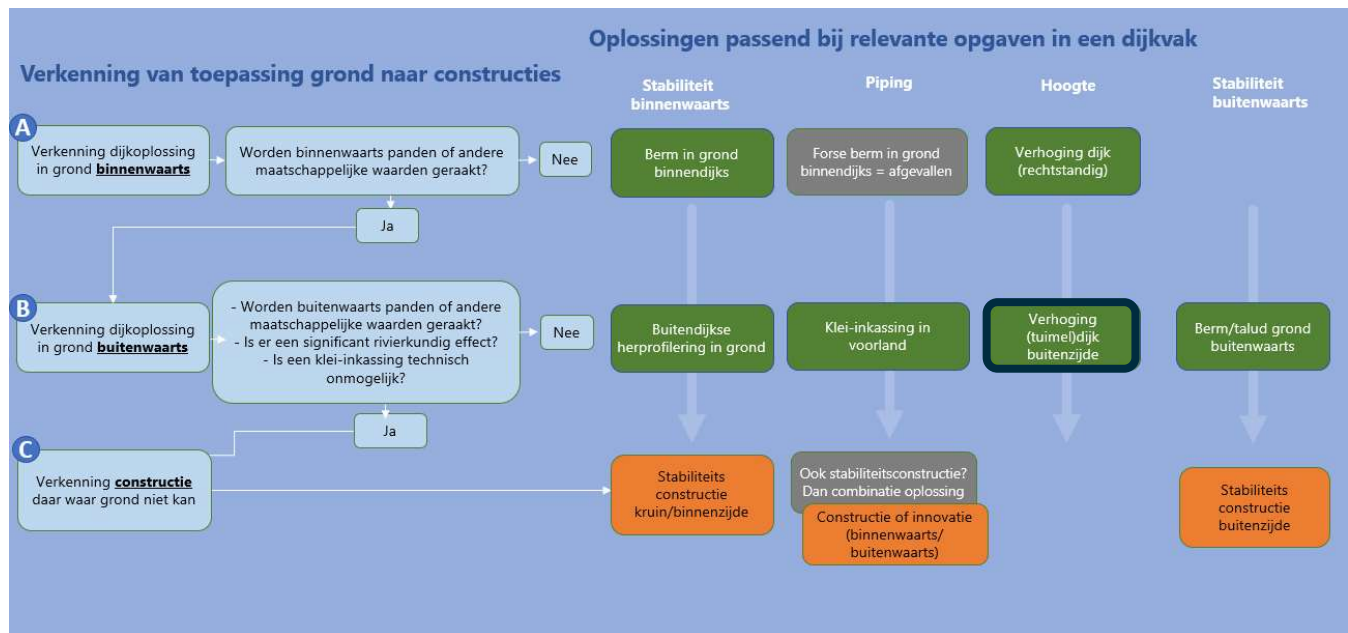 Oplossingen passend bij relevante opgaven in een dijkvak
Verkenning van toepassing grond naar constructies
Stabiliteit
binnenwaarts
Piping
Hoogte
Stabiliteit
buitenwaarts
A
Verkenning dijkoplossing
in grond binnenwaarts
Worden binnenwaarts panden of andere
maatschappelijke waarden geraakt?
Nee
Berm in grond
binnendijks
Forse berm in grond
binnendijks = afgevallen
Verhoging dijk
(rechtstandig)
Ja
B
Verkenning dijkoplossing
in grond buitenwaarts
- Worden buitenwaarts panden of andere
maatschappelijke waarden geraakt?
- Is er een significant rivierkundig effect?
- Is een klei-inkassing technisch
onmogelijk?
Nee
Buitendijkse
herprofilering in grond
Klei-inkassing in
voorland
Verhoging
(tuimel)dijk
buitenzijde
Berm/talud grond
buitenwaarts
Ja
C
Verkenning constructie
daar waar grond niet kan
Stabiliteits
constructie
kruin/binnenzijde
Ook stabiliteitsconstructie?
Dan combinatie oplossing
Constructie of innovatie
(binnenwaarts/
buitenwaarts)
Stabiliteits
constructie
buitenzijde